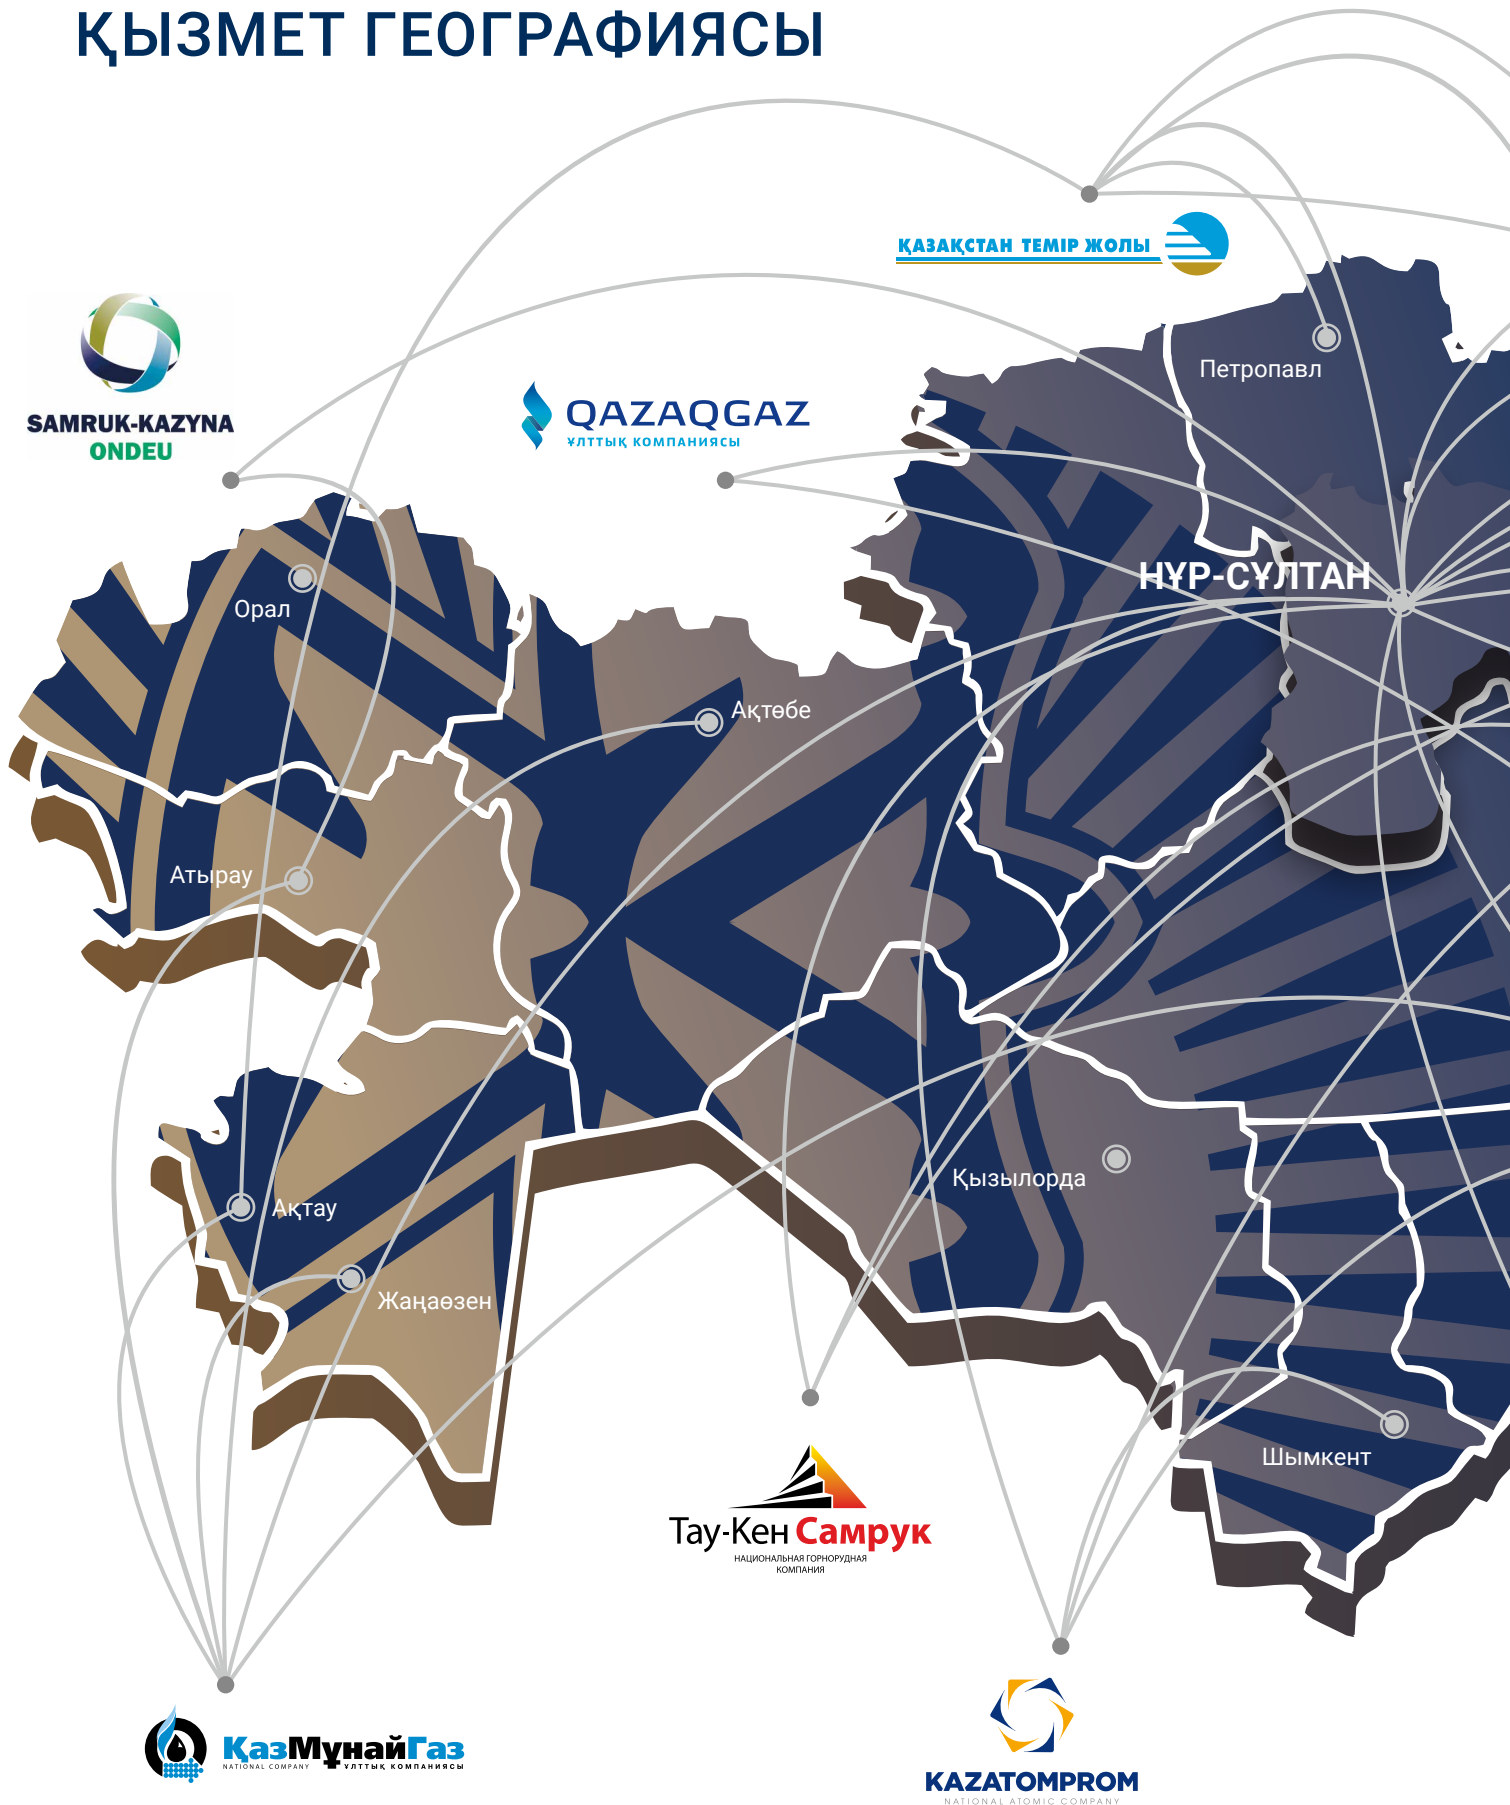 ҚЫЗМЕТ ГЕОГРАФИЯСЫ
ҚАЗАҚСТАН ТЕМІР ЖОЛЫ
SAMRUK-KAZYNA
ONDEU
QAZAQGAZ
ҰЛТТЫҚ КОМПАНИЯСЫ
Петропавл
НҰР-СҰЛТАН
Орал
Ақтөбе
Атырау
Қызылорда
Ақтау
Жаңаөзен
Шымкент
Тау-Кен Самрук
НАЦИОНАЛЬНАЯ ГОРНОРУДНАЯ
КОМПАНИЯ
ҚазМұнайГаз
NATIONAL COMPANY ҰЛТТЫҚ КОМПАНИЯСЫ
KAZATOMPROM
NATIONAL ATOMIC COMPANY